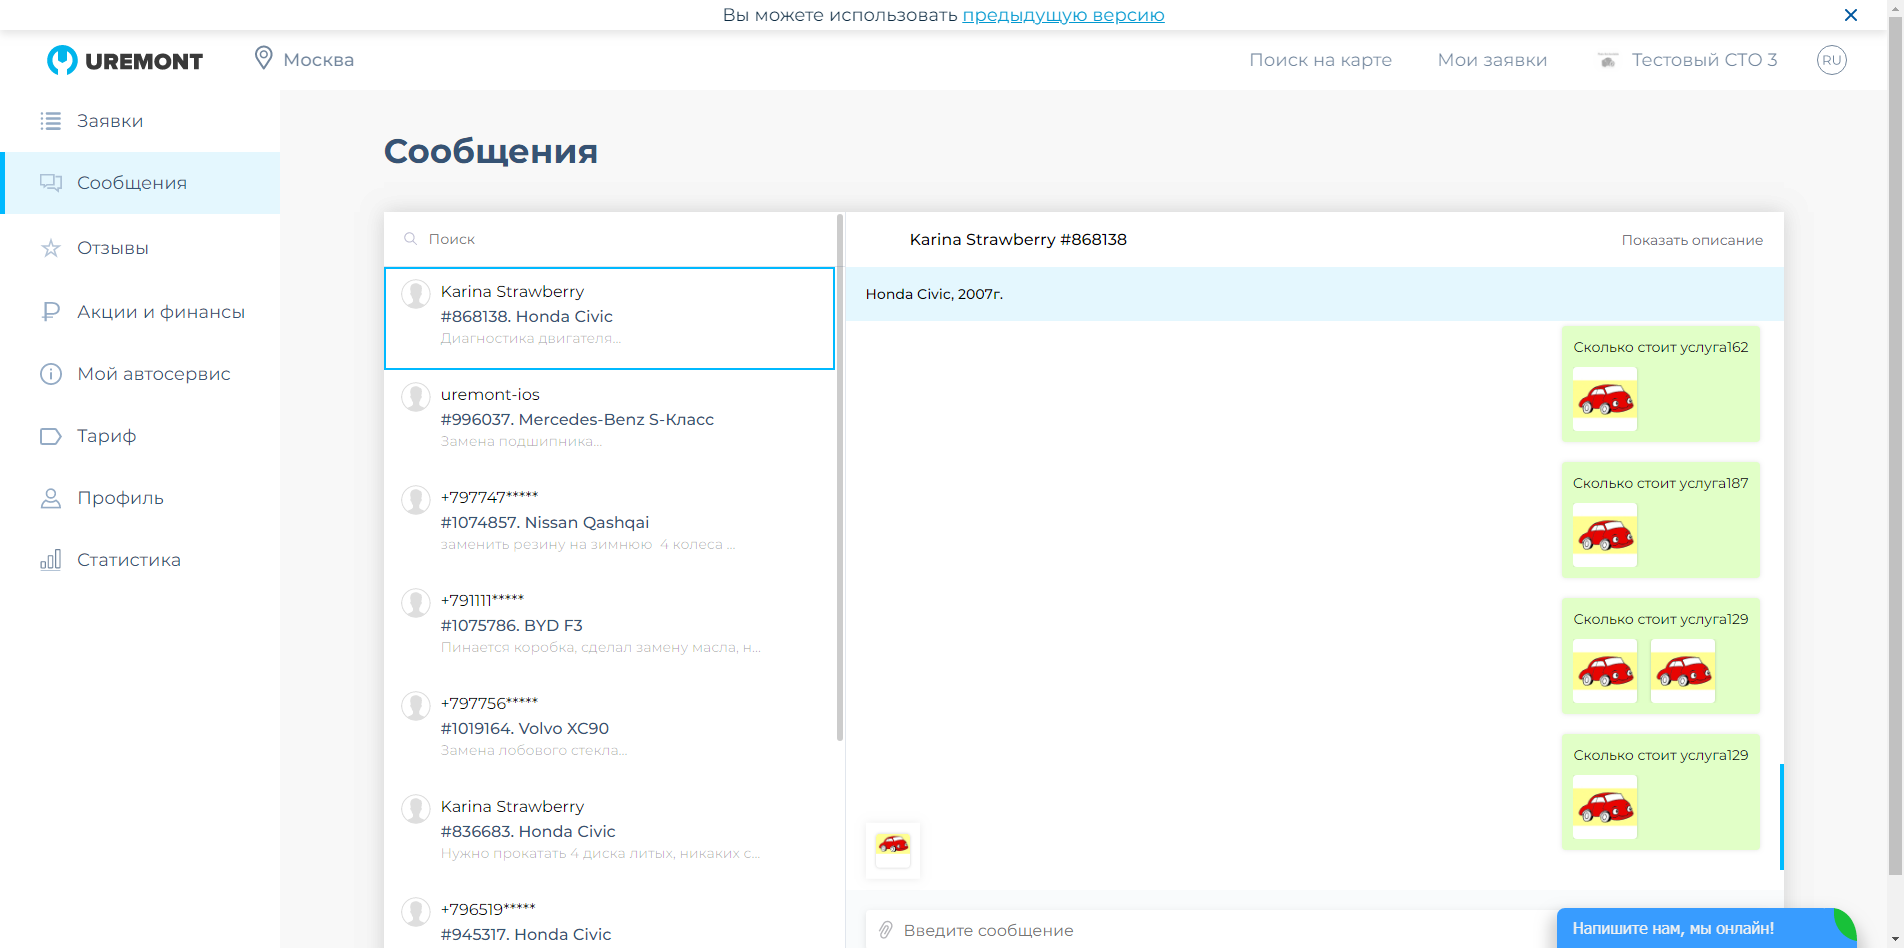 Вы можете использовать предыдущую версию
UREMONT
Москва
Поиск на карте
Мои заявки
Тестовый СТО 3
RU
Заявки
Сообщения
Отзывы
Акции и финансы
Мой автосервис
Тариф
Профиль
Статистика
Сообщения
Поиск
Karina Strawberry
#868138. Honda Civic
Диагностика двигателя...
uremont-ios
#996037. Mercedes-Benz S-Класс
Замена подшипника...
+797747*****
#1074857. Nissan Qashqai
заменить резину на зимнюю 4 колеса ...
+791111*****
#1075786. BYD F3
Пинается коробка, сделал замену масла, н...
+797756*****
#1019164. Volvo XC90
Замена лобового стекла...
Karina Strawberry
#836683. Honda Civic
Нужно прокатать 4 диска литых, никаких с...
+796519*****
#945317. Honda Civic
Karina Strawberry #868138
Показать описание
Honda Civic, 2007г.
Сколько стоит услуга162
Сколько стоит услуга187
Сколько стоит услуга129
Сколько стоит услуга129
Введите сообщение
Напишите нам, мы онлайн!